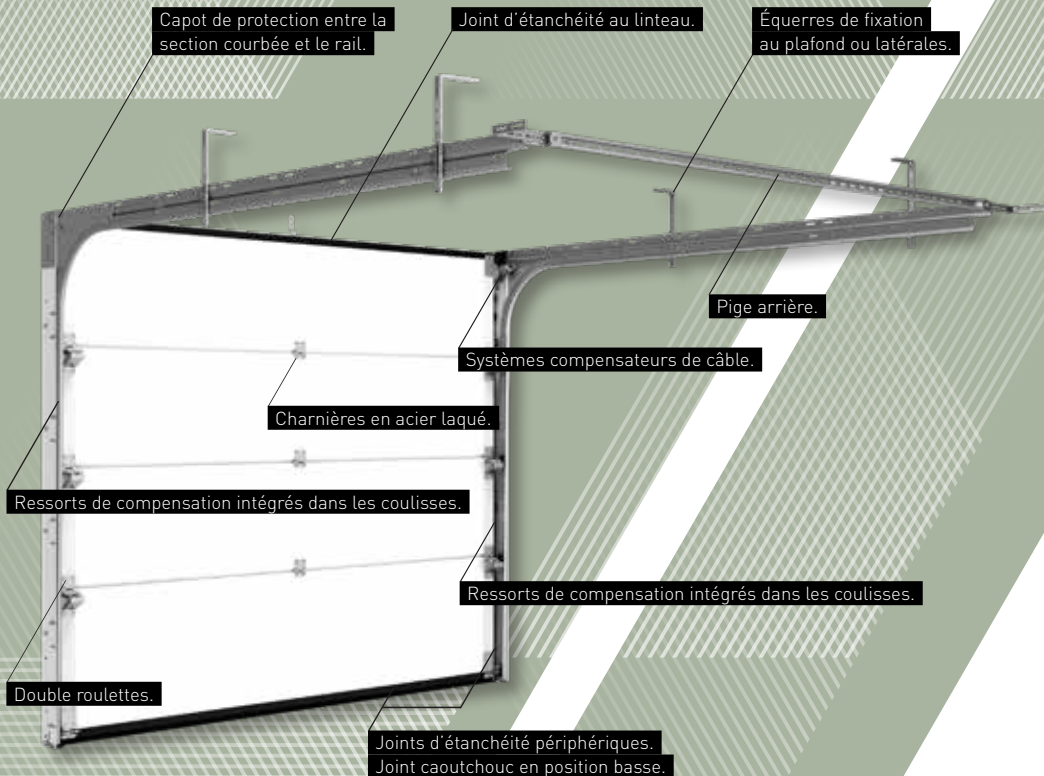 Capot de protection entre la
section courbée et le rail.
Joint d'étanchéité au linteau.
Équerres de fixation
au plafond ou latérales.
Pige arrière.
Systèmes compensateurs de câble.
Charnières en acier laqué.
Ressorts de compensation intégrés dans les coulisses.
Ressorts de compensation intégrés dans les coulisses.
Double roulettes.
Joints d'étanchéité périphériques.
Joint caoutchouc en position basse.